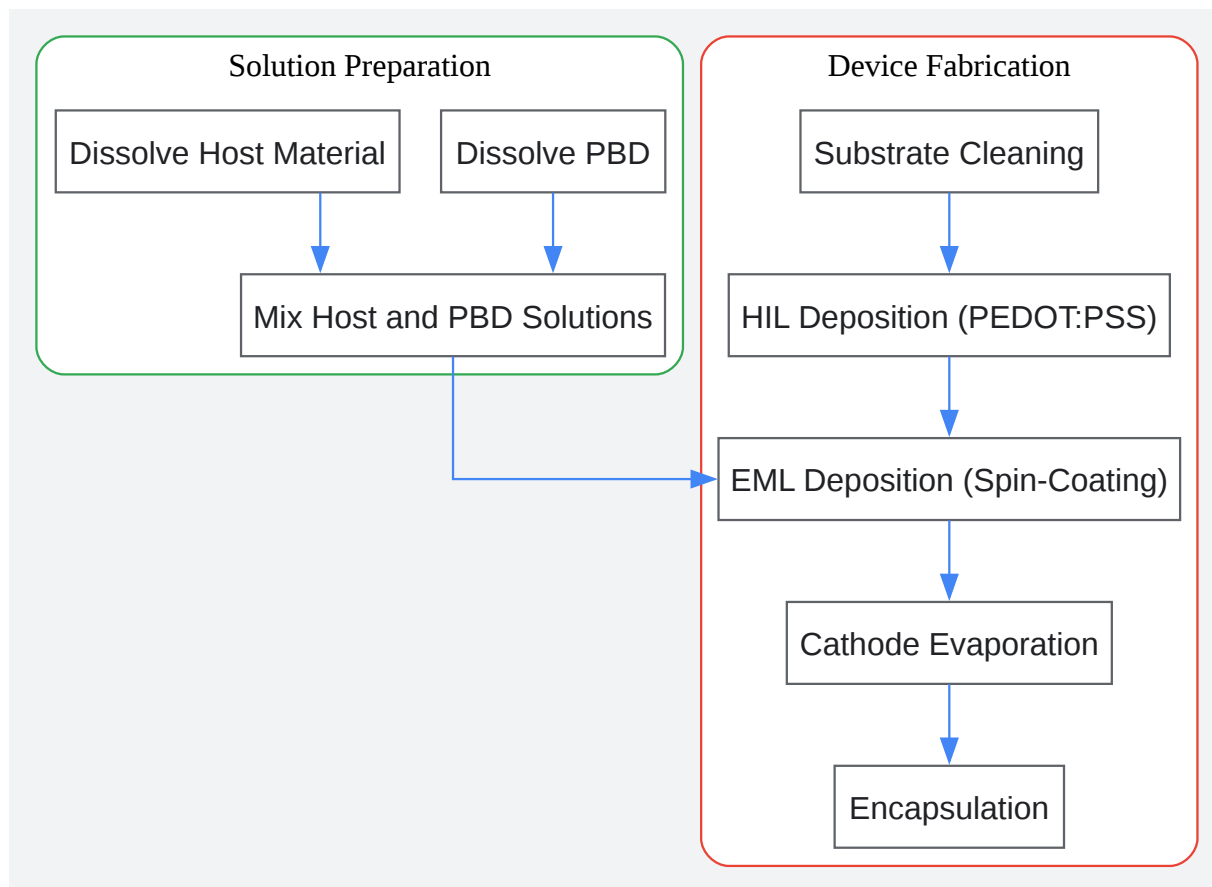 Solution Preparation
Dissolve Host Material
Dissolve PBD
Mix Host and PBD Solutions
Device Fabrication
Substrate Cleaning
HIL Deposition (PEDOT:PSS)
EML Deposition (Spin-Coating)
Cathode Evaporation
Encapsulation